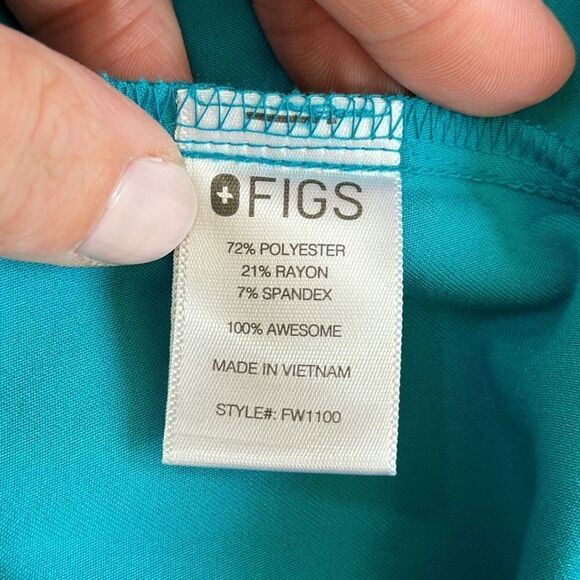 FIGS
72% POLYESTER
21% RAYON
7% SPANDEX
100% AWESOME
MADE IN VIETNAM
STYLE#: FW1100